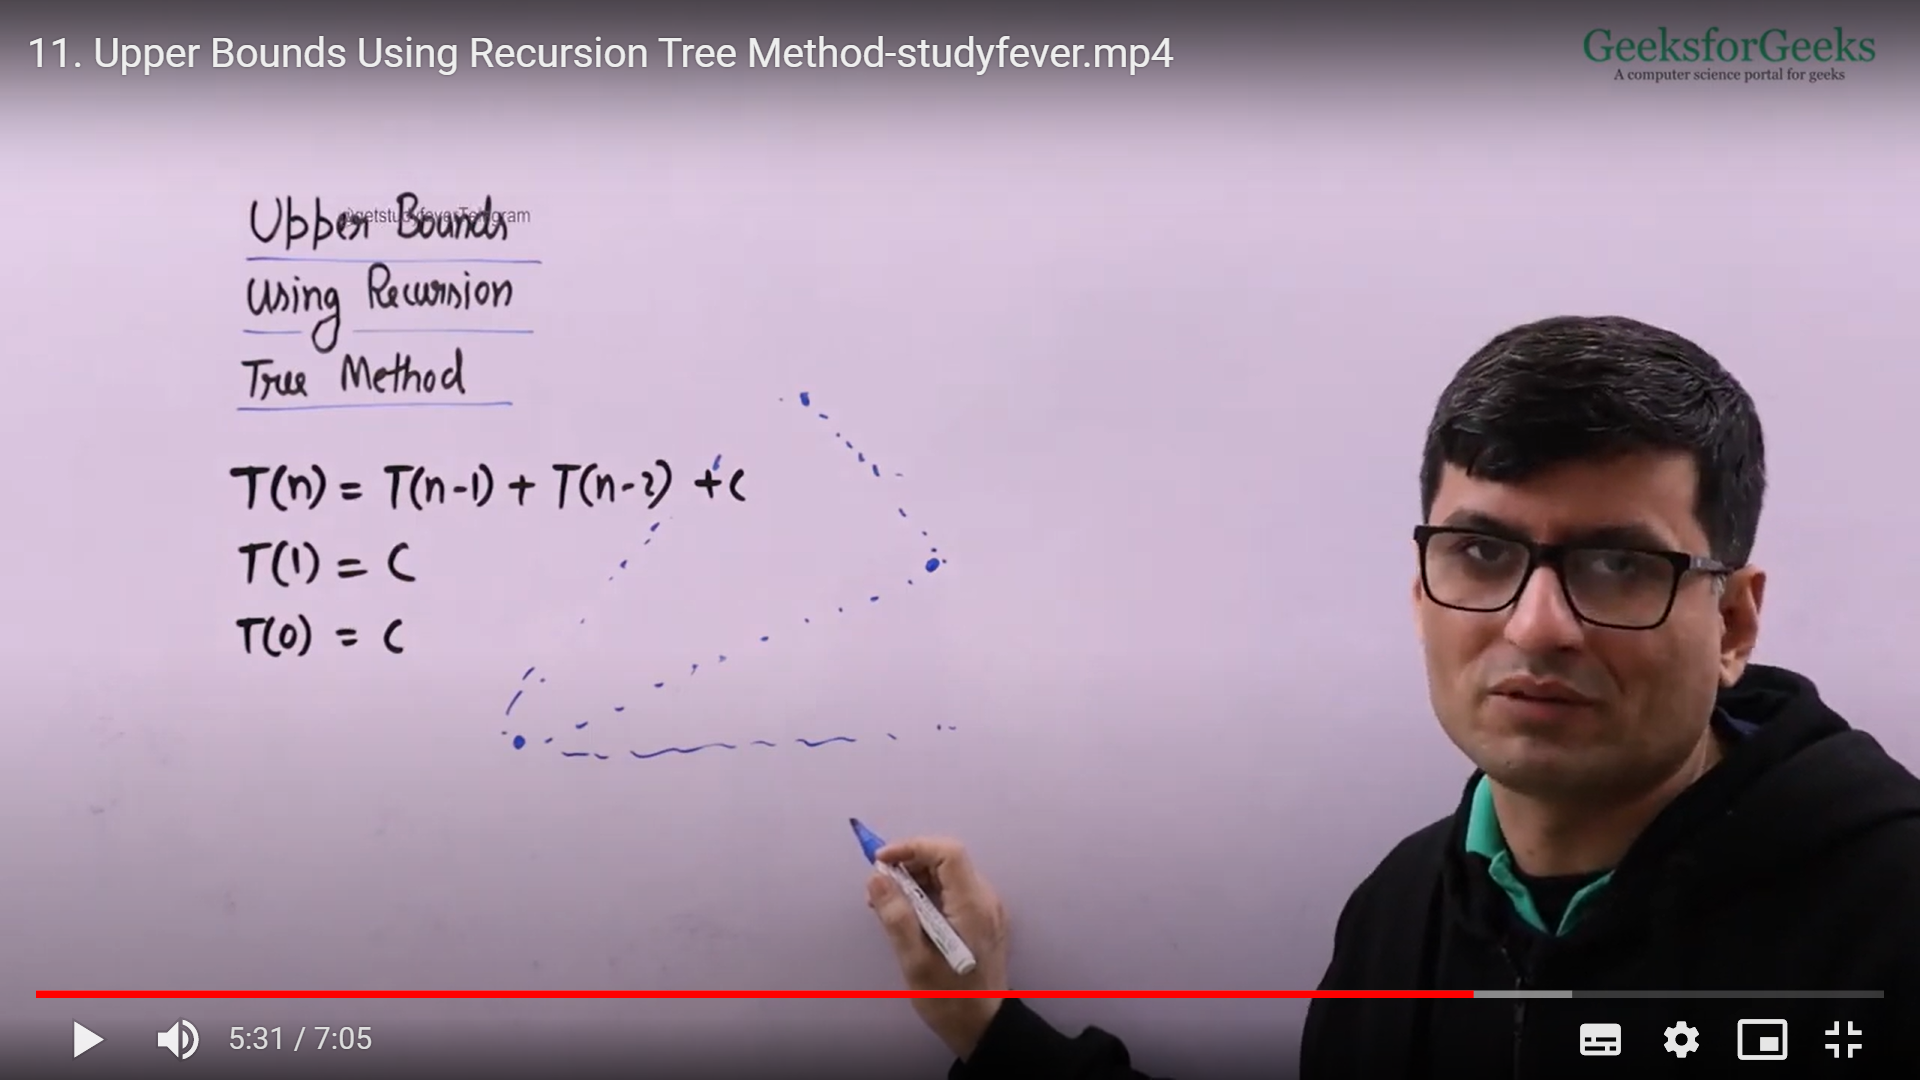 11. Upper Bounds Using Recursion Tree Method-studyfever.mp4
GeeksforGeeks
A computer science portal for geeks
Upper Bounds
@getstudyfeverTelegram
Using Recursion
Tree Method
T(n) = T(n-1) + T(n-2) + C
T(1) = C
T(0) = C
5:31 / 7:05